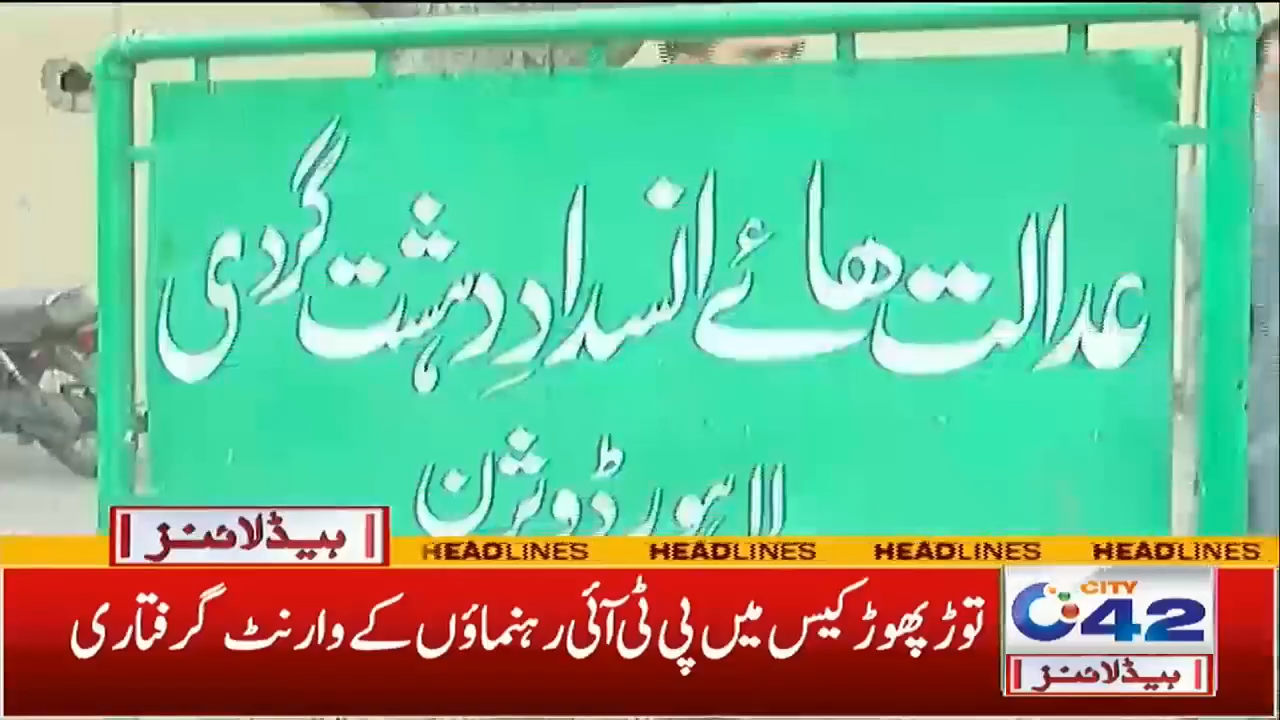 عدالت ھائے انسدادِ دہشت گردی
لاہور ڈویژن
ہیڈلائنز
HEADLINES HEADLINES HEADLINES HEADLINES
توڑ پھوڑ کیس میں پی ٹی آئی رہنماؤں کے وارنٹ گرفتاری
CITY
42
ہیڈلائنز